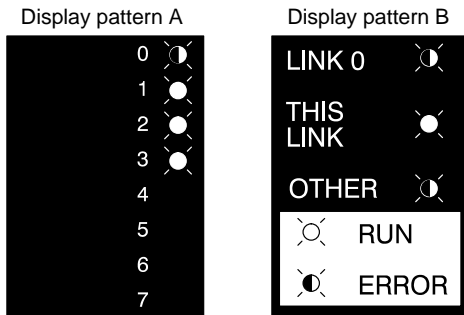 Display pattern A
0
1
2
3
4
5
6
7
Display pattern B
LINK 0
THIS
LINK
OTHER
RUN
ERROR